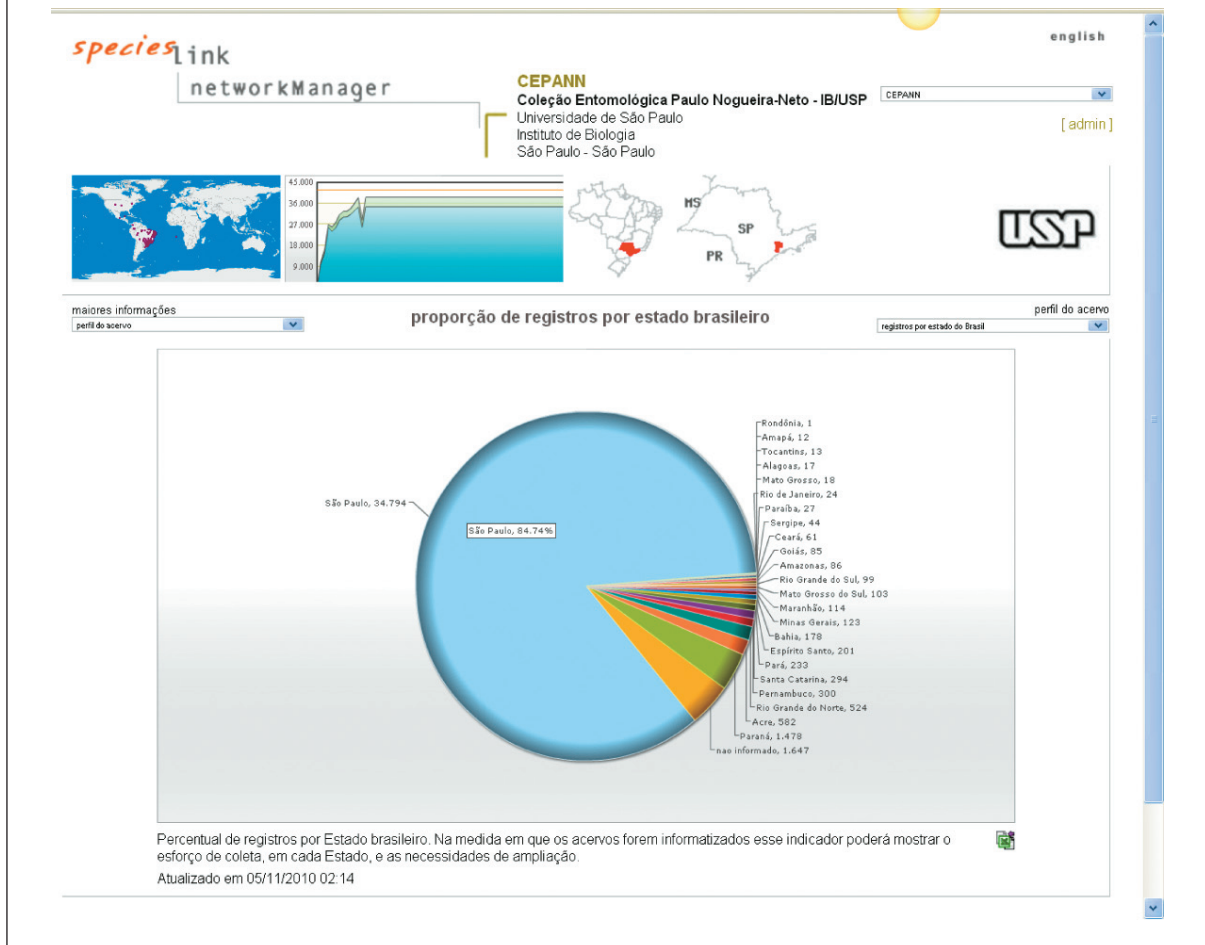 english
specieslink
networkManager
CEPANN
Coleção Entomológica Paulo Nogueira-Neto - IB/USP
Universidade de São Paulo
Instituto de Biologia
São Paulo - São Paulo
CEPANN
[ admin ]
45.000
36.000
27.000
18.000
9.000
MS
SP
PR
USP
maiores informações
perfil do acervo
proporção de registros por estado brasileiro
perfil do acervo
registros por estado do Brasil
Rondônia, 1
Amapá, 12
Tocantins, 13
Alagoas, 17
Mato Grosso, 18
Rio de Janeiro, 24
São Paulo, 34.794
Paraíba, 27
Sergipe, 44
São Paulo, 84.74%
Ceará, 61
Goiás, 85
Amazonas, 86
Rio Grande do Sul, 99
Mato Grosso do Sul, 103
Maranhão, 114
Minas Gerais, 123
Bahia, 178
Espírito Santo, 201
Pará, 233
Santa Catarina, 294
Pernambuco, 300
Rio Grande do Norte, 524
Acre, 582
Paraná, 1.478
nao informado, 1.647
Percentual de registros por Estado brasileiro. Na medida em que os acervos forem informatizados esse indicador poderá mostrar o
esforço de coleta, em cada Estado, e as necessidades de ampliação.
Atualizado em 05/11/2010 02:14